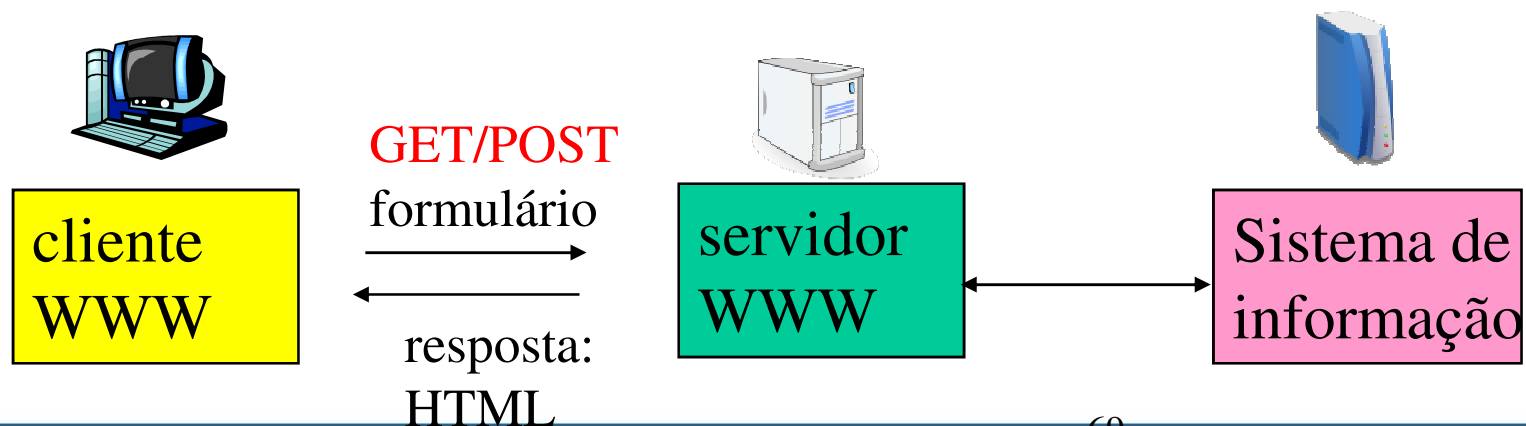 GET/POST
formulário
cliente
WWW
resposta:
HTML
servidor
WWW
Sistema de
informação